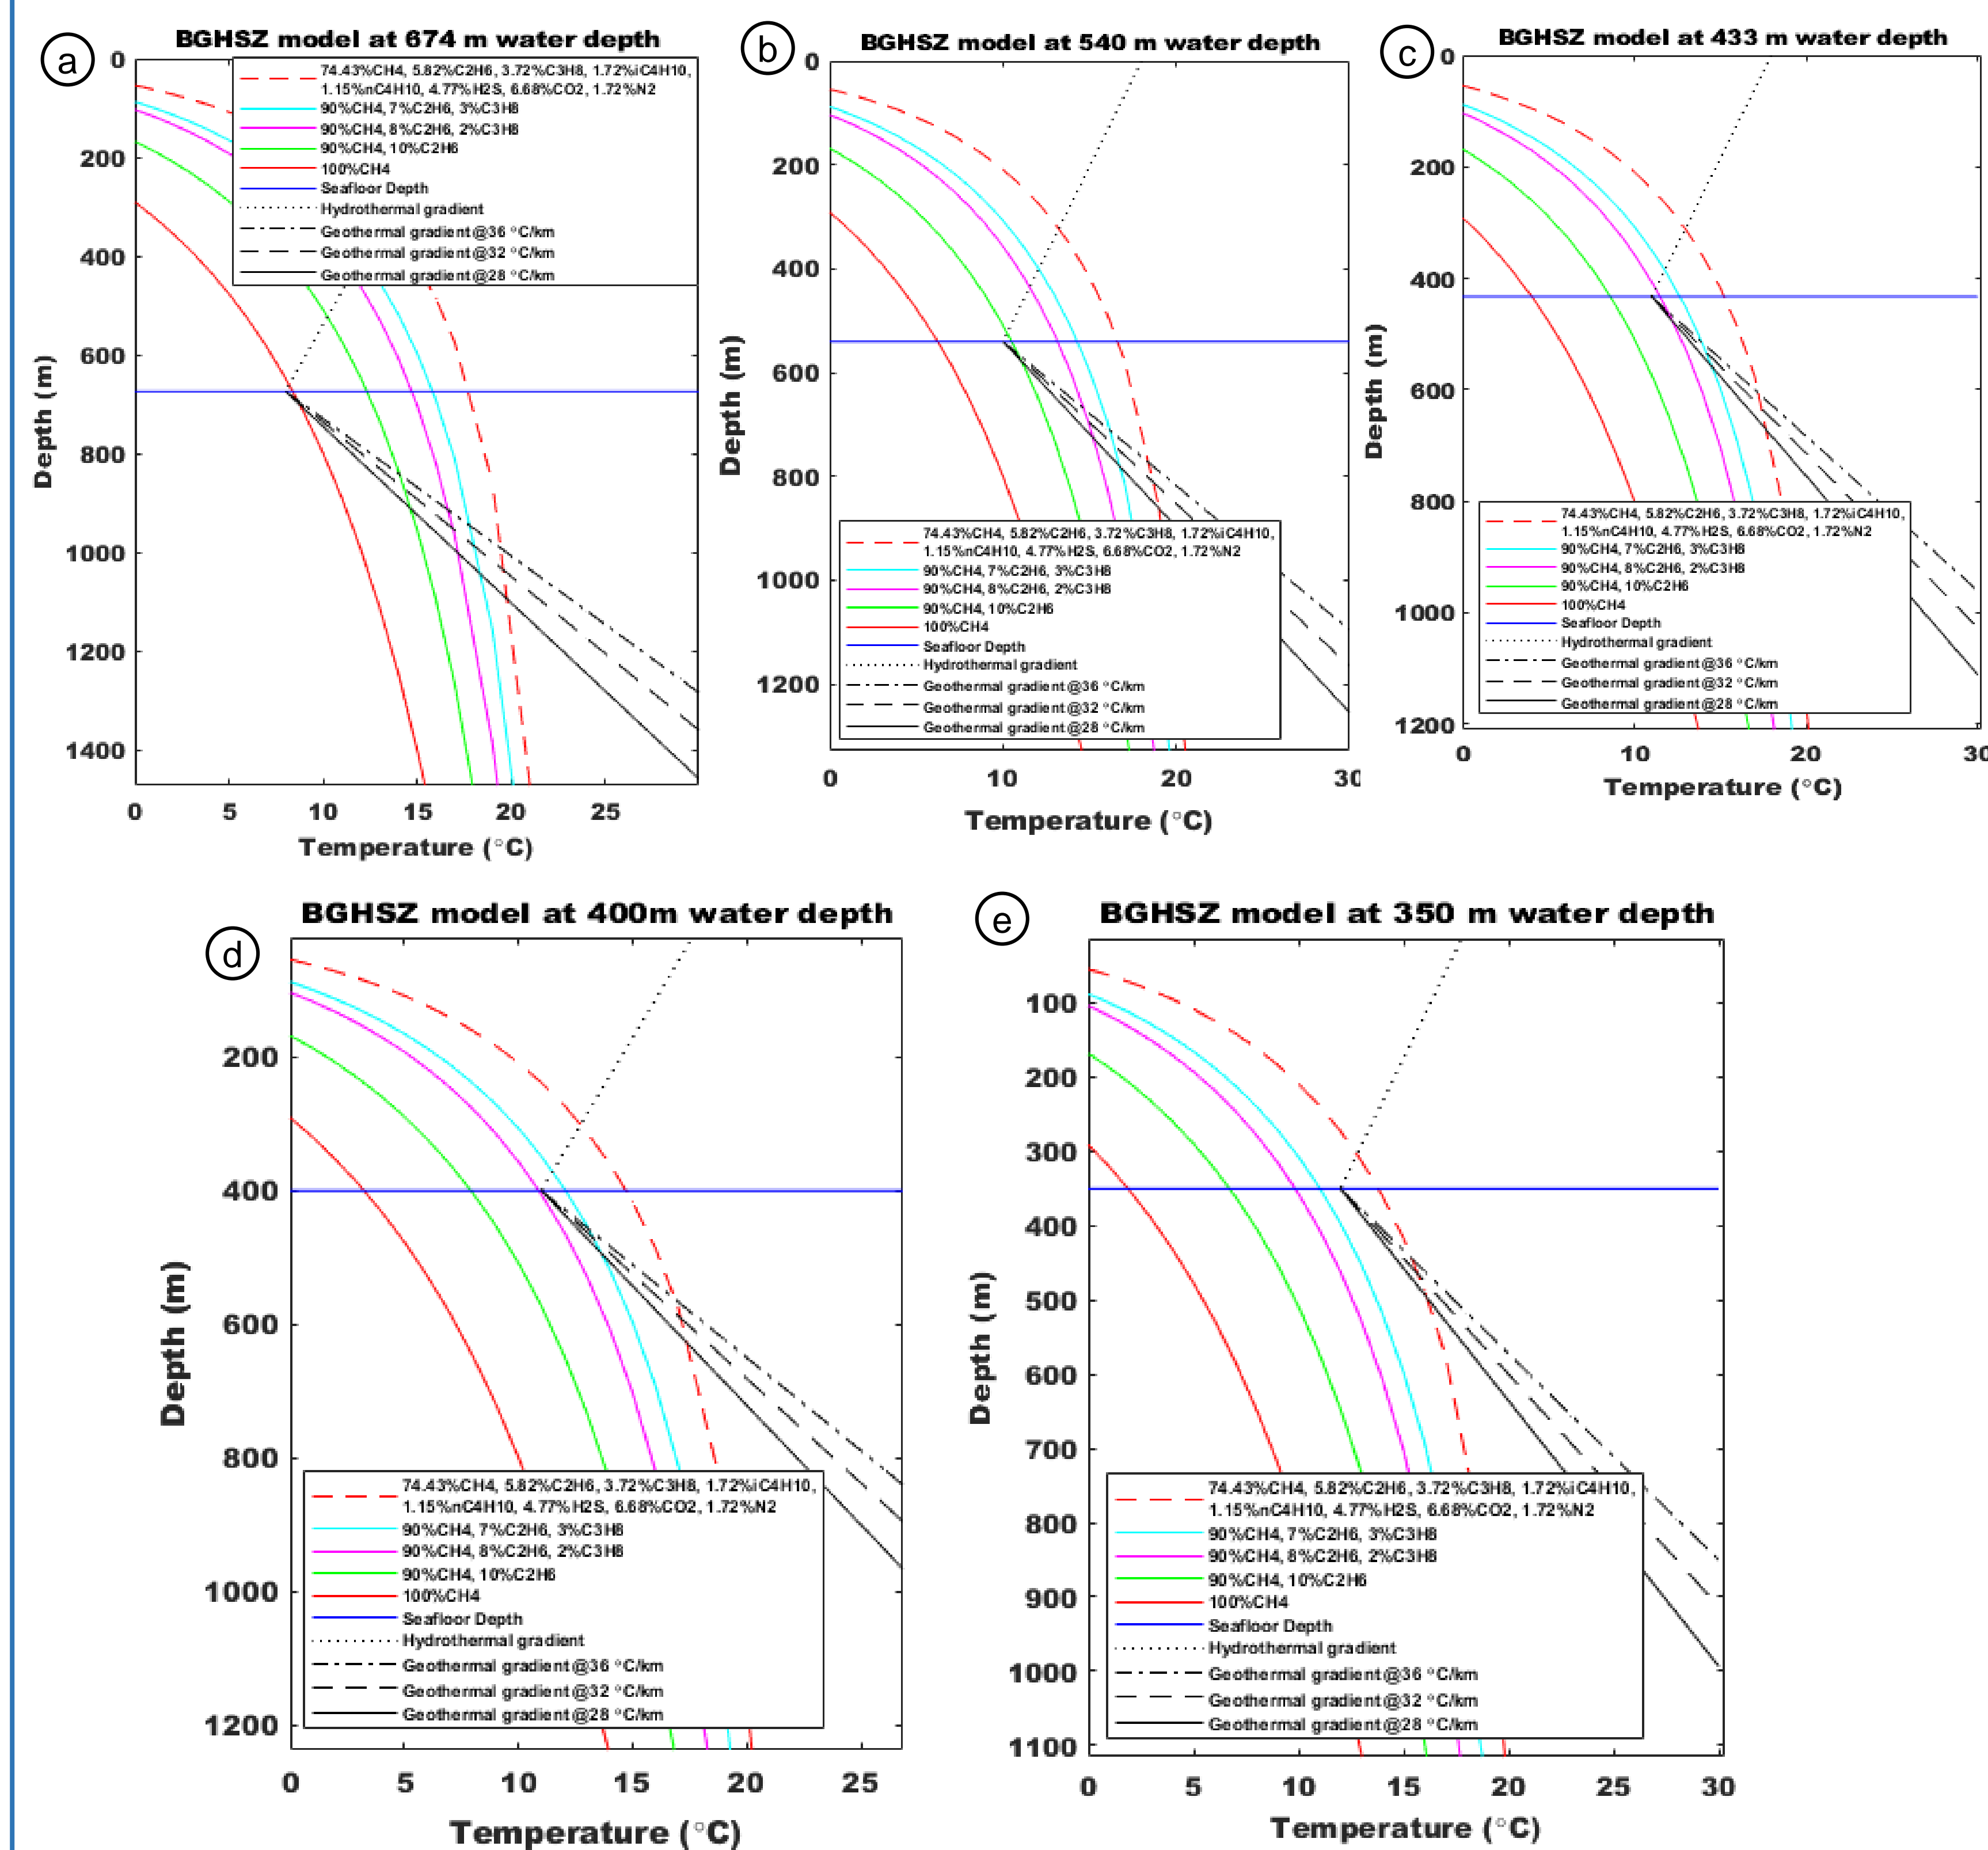 a
BGHSZ model at 674 m water depth
0
200
400
600
800
1000
1200
1400
Depth (m)
74.43%CH4, 5.82%C2H6, 3.72%C3H8, 1.72%iC4H10,
1.15%nC4H10, 4.77%H2S, 6.68%CO2, 1.72%N2
90%CH4, 7%C2H6, 3%C3H8
90%CH4, 8%C2H6, 2%C3H8
90%CH4, 10%C2H6
100%CH4
Seafloor Depth
Hydrothermal gradient
Geothermal gradient @36 °C/km
Geothermal gradient @32 °C/km
Geothermal gradient @28 °C/km
0 5 10 15 20 25
Temperature (°C)
b
BGHSZ model at 540 m water depth
0
200
400
600
800
1000
1200
Depth (m)
74.43%CH4, 5.82%C2H6, 3.72%C3H8, 1.72%iC4H10,
1.15%nC4H10, 4.77%H2S, 6.68%CO2, 1.72%N2
90%CH4, 7%C2H6, 3%C3H8
90%CH4, 8%C2H6, 2%C3H8
90%CH4, 10%C2H6
100%CH4
Seafloor Depth
Hydrothermal gradient
Geothermal gradient @36 °C/km
Geothermal gradient @32 °C/km
Geothermal gradient @28 °C/km
0 10 20 30
Temperature (°C)
c
BGHSZ model at 433 m water depth
0
200
400
600
800
1000
1200
Depth (m)
74.43%CH4, 5.82%C2H6, 3.72%C3H8, 1.72%iC4H10,
1.15%nC4H10, 4.77%H2S, 6.68%CO2, 1.72%N2
90%CH4, 7%C2H6, 3%C3H8
90%CH4, 8%C2H6, 2%C3H8
90%CH4, 10%C2H6
100%CH4
Seafloor Depth
Hydrothermal gradient
Geothermal gradient @36 °C/km
Geothermal gradient @32 °C/km
Geothermal gradient @28 °C/km
0 10 20 30
Temperature (°C)
d
BGHSZ model at 400m water depth
200
400
600
800
1000
1200
Depth (m)
74.43%CH4, 5.82%C2H6, 3.72%C3H8, 1.72%iC4H10,
1.15%nC4H10, 4.77%H2S, 6.68%CO2, 1.72%N2
90%CH4, 7%C2H6, 3%C3H8
90%CH4, 8%C2H6, 2%C3H8
90%CH4, 10%C2H6
100%CH4
Seafloor Depth
Hydrothermal gradient
Geothermal gradient @36 °C/km
Geothermal gradient @32 °C/km
Geothermal gradient @28 °C/km
0 5 10 15 20 25
Temperature (°C)
e
BGHSZ model at 350 m water depth
100
200
300
400
500
600
700
800
900
1000
1100
Depth (m)
74.43%CH4, 5.82%C2H6, 3.72%C3H8, 1.72%iC4H10,
1.15%nC4H10, 4.77%H2S, 6.68%CO2, 1.72%N2
90%CH4, 7%C2H6, 3%C3H8
90%CH4, 8%C2H6, 2%C3H8
90%CH4, 10%C2H6
100%CH4
Seafloor Depth
Hydrothermal gradient
Geothermal gradient @36 °C/km
Geothermal gradient @32 °C/km
Geothermal gradient @28 °C/km
0 5 10 15 20 25 30
Temperature (°C)